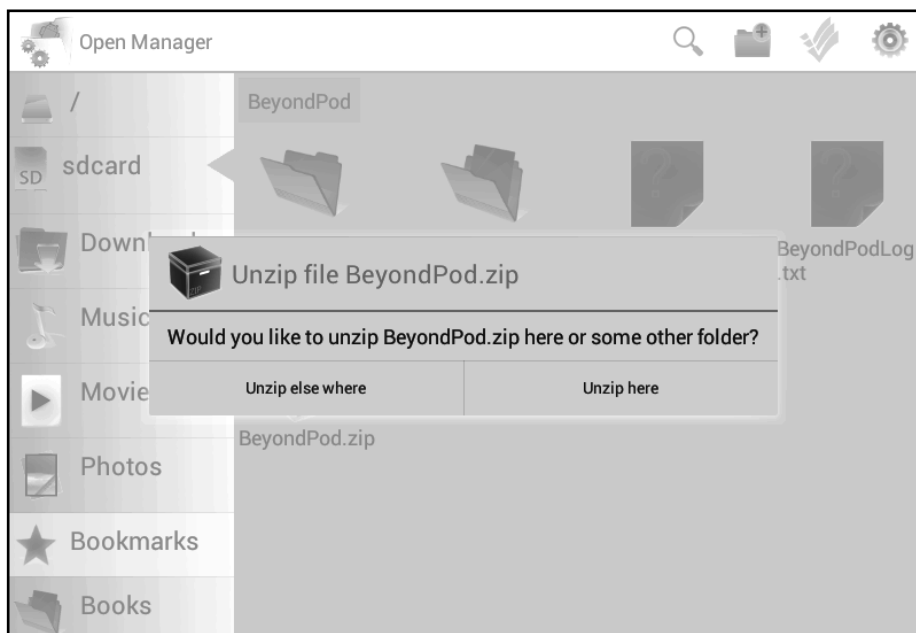 Open Manager
/
BeyondPod
SD
sdcard
BeyondPodLog
.txt
Music
Photos
Bookmarks
Books
Unzip file BeyondPod.zip
ZIP
Would you like to unzip BeyondPod.zip here or some other folder?
Unzip else where
Unzip here
BeyondPod.zip